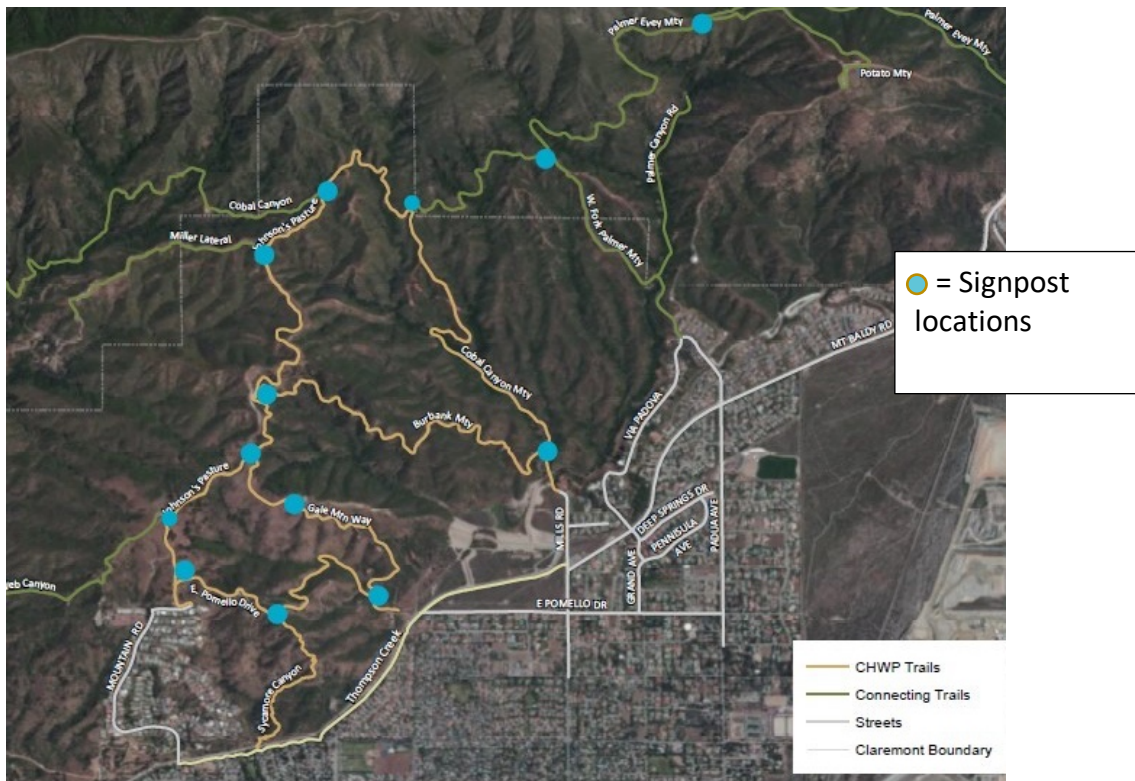 Palmer Evey Mty
Palmer Evey Mty
Potato Mty
Palmer Canyon Rd
Cobal Canyon
Johnson's Pasture
Miller Lateral
W. Fork Palmer Mty
= Signpost
locations
MT BALDY RD
Cobal Canyon Mty
VIA PADOVA
Burbank Mty
Johnson's Pasture
Gale Mtn Way
DEEP SPRINGS DR
PENNISULA
AVE
PADUA AVE
MILLS RD
GRAND AVE
Canyon
E. Pomello Drive
E POMELLO DR
MOUNTAIN RD
Thompson Creek
Sycamore Canyon
CHWP Trails
Connecting Trails
Streets
Claremont Boundary